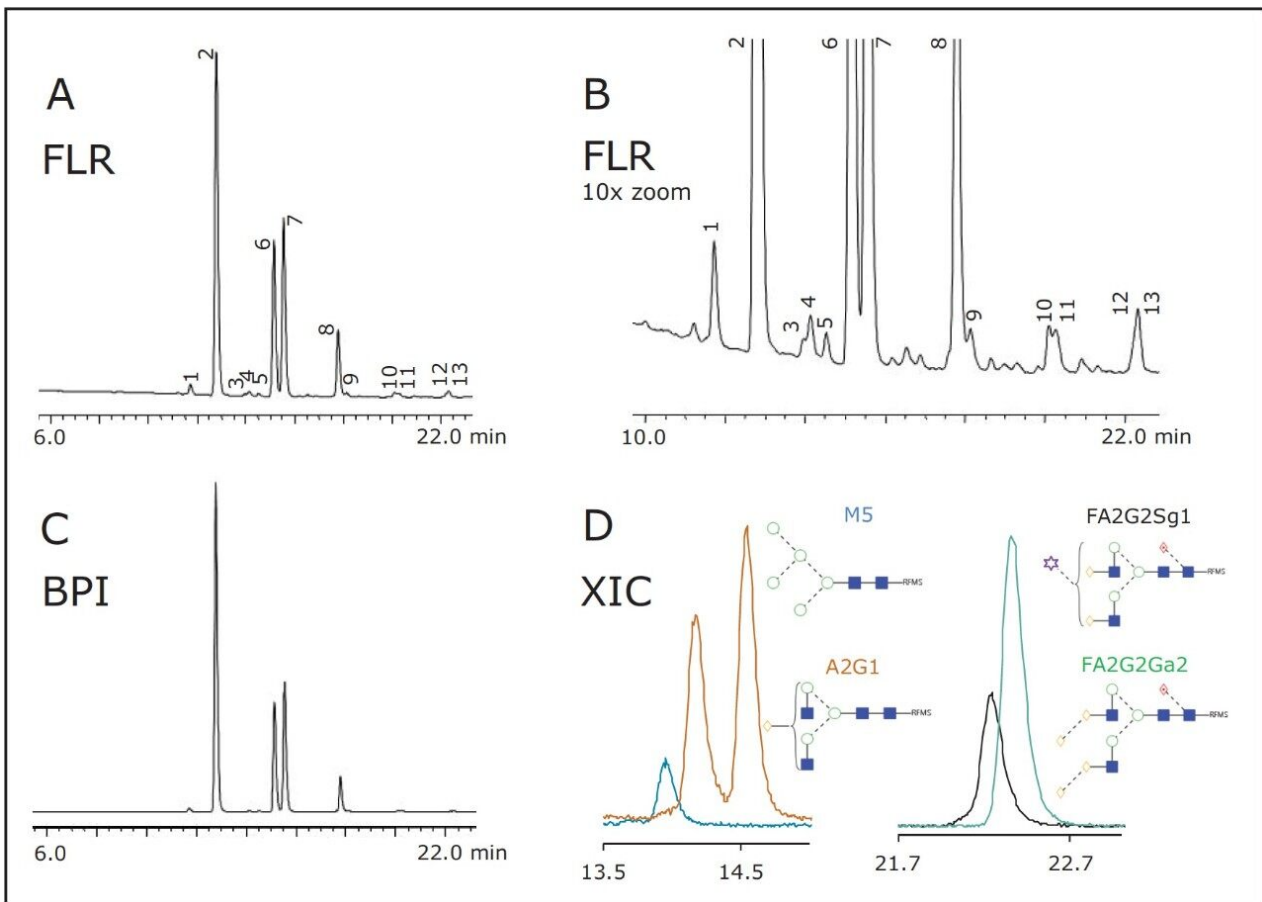 A
FLR
2
7
6
8
1
3
4
5
9
10
11
12
13
6.0
22.0 min
B
FLR
10x zoom
2
6
7
8
1
3
4
5
9
10
11
12
13
10.0
22.0 min
C
BPI
6.0
22.0 min
D
XIC
M5
RFMS
A2G1
RFMS
13.5
14.5
FA2G2Sg1
RFMS
FA2G2Ga2
RFMS
21.7
22.7